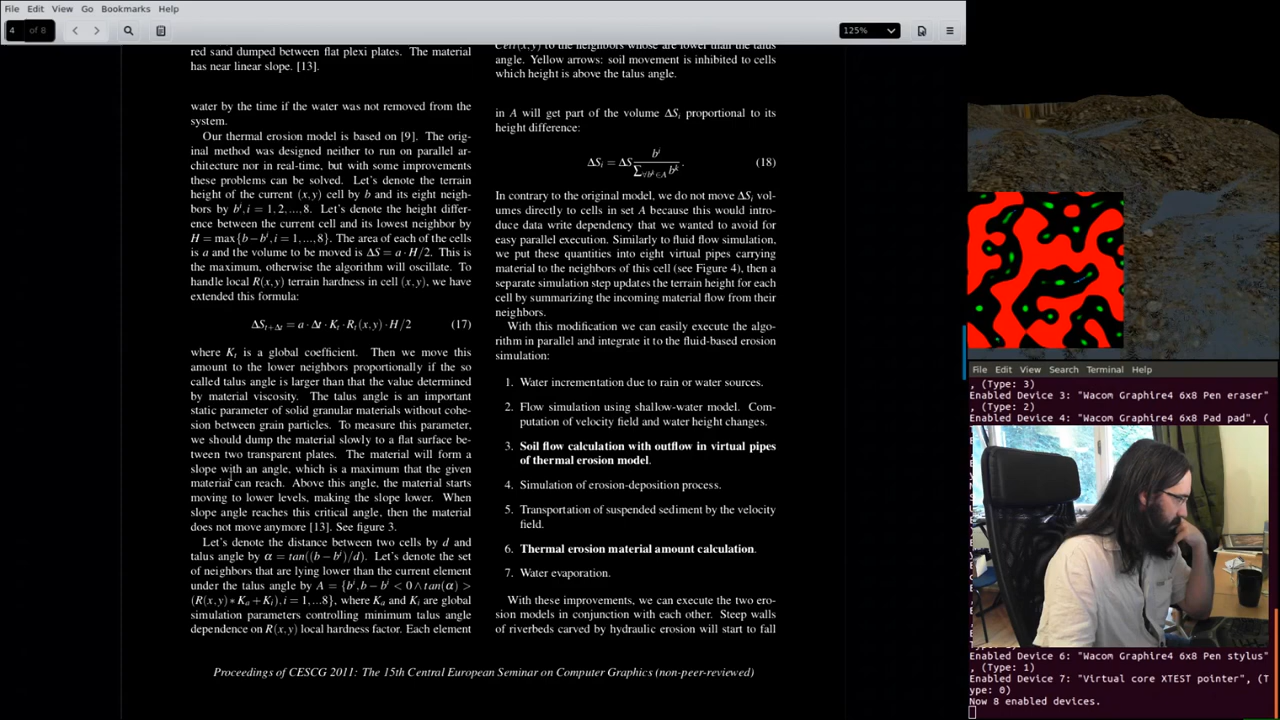 File Edit View Go Bookmarks Help
4 of 8
125%
red sand dumped between flat plexi plates. The material
has near linear slope. [13].
water by the time if the water was not removed from the
system.
Our thermal erosion model is based on [9]. The orig-
inal method was designed neither to run on parallel ar-
chitecture nor in real-time, but with some improvements
these problems can be solved. Let's denote the terrain
height of the current (x,y) cell by b and its eight neigh-
bors by bⁱ, i = 1,2,...,8. Let's denote the height differ-
ence between the current cell and its lowest neighbor by
H = max{b − bⁱ, i = 1,...,8}. The area of each of the cells
is a and the volume to be moved is ΔS = a · H/2. This is
the maximum, otherwise the algorithm will oscillate. To
handle local R(x,y) terrain hardness in cell (x,y), we have
extended this formula:
ΔS_{t+Δt} = a · Δt · K_t · R_t(x,y) · H/2 (17)
where K_t is a global coefficient. Then we move this
amount to the lower neighbors proportionally if the so
called talus angle is larger than that the value determined
by material viscosity. The talus angle is an important
static parameter of solid granular materials without cohe-
sion between grain particles. To measure this parameter,
we should dump the material slowly to a flat surface be-
tween two transparent plates. The material will form a
slope with an angle, which is a maximum that the given
material can reach. Above this angle, the material starts
moving to lower levels, making the slope lower. When
slope angle reaches this critical angle, then the material
does not move anymore [13]. See figure 3.
Let's denote the distance between two cells by d and
talus angle by α = tan((b − bⁱ)/d). Let's denote the set
of neighbors that are lying lower than the current element
under the talus angle by A = {bⁱ, b − bⁱ < 0 ∧ tan(α) >
(R(x,y) * K_a + K_i), i = 1,...8}, where K_a and K_i are global
simulation parameters controlling minimum talus angle
dependence on R(x,y) local hardness factor. Each element
Cell(x,y) to the neighbors whose are lower than the talus
angle. Yellow arrows: soil movement is inhibited to cells
which height is above the talus angle.
in A will get part of the volume ΔS_i proportional to its
height difference:
ΔS_i = ΔS bⁱ / ∑_{∀bᵏ∈A} bᵏ. (18)
In contrary to the original model, we do not move ΔS_i vol-
umes directly to cells in set A because this would intro-
duce data write dependency that we wanted to avoid for
easy parallel execution. Similarly to fluid flow simulation,
we put these quantities into eight virtual pipes carrying
material to the neighbors of this cell (see Figure 4), then a
separate simulation step updates the terrain height for each
cell by summarizing the incoming material flow from their
neighbors.
With this modification we can easily execute the algo-
rithm in parallel and integrate it to the fluid-based erosion
simulation:
1. Water incrementation due to rain or water sources.
2. Flow simulation using shallow-water model. Com-
putation of velocity field and water height changes.
3. Soil flow calculation with outflow in virtual pipes
of thermal erosion model.
4. Simulation of erosion-deposition process.
5. Transportation of suspended sediment by the velocity
field.
6. Thermal erosion material amount calculation.
7. Water evaporation.
With these improvements, we can execute the two ero-
sion models in conjunction with each other. Steep walls
of riverbeds carved by hydraulic erosion will start to fall
Proceedings of CESCG 2011: The 15th Central European Seminar on Computer Graphics (non-peer-reviewed)
File Edit View Search Terminal Help
, (Type: 3)
Enabled Device 3: "Wacom Graphire4 6x8 Pen eraser"
, (Type: 2)
Enabled Device 4: "Wacom Graphire4 6x8 Pad pad", (
Enabled Device 6: "Wacom Graphire4 6x8 Pen stylus"
, (Type: 1)
Enabled Device 7: "Virtual core XTEST pointer", (T
ype: 0)
Now 8 enabled devices.